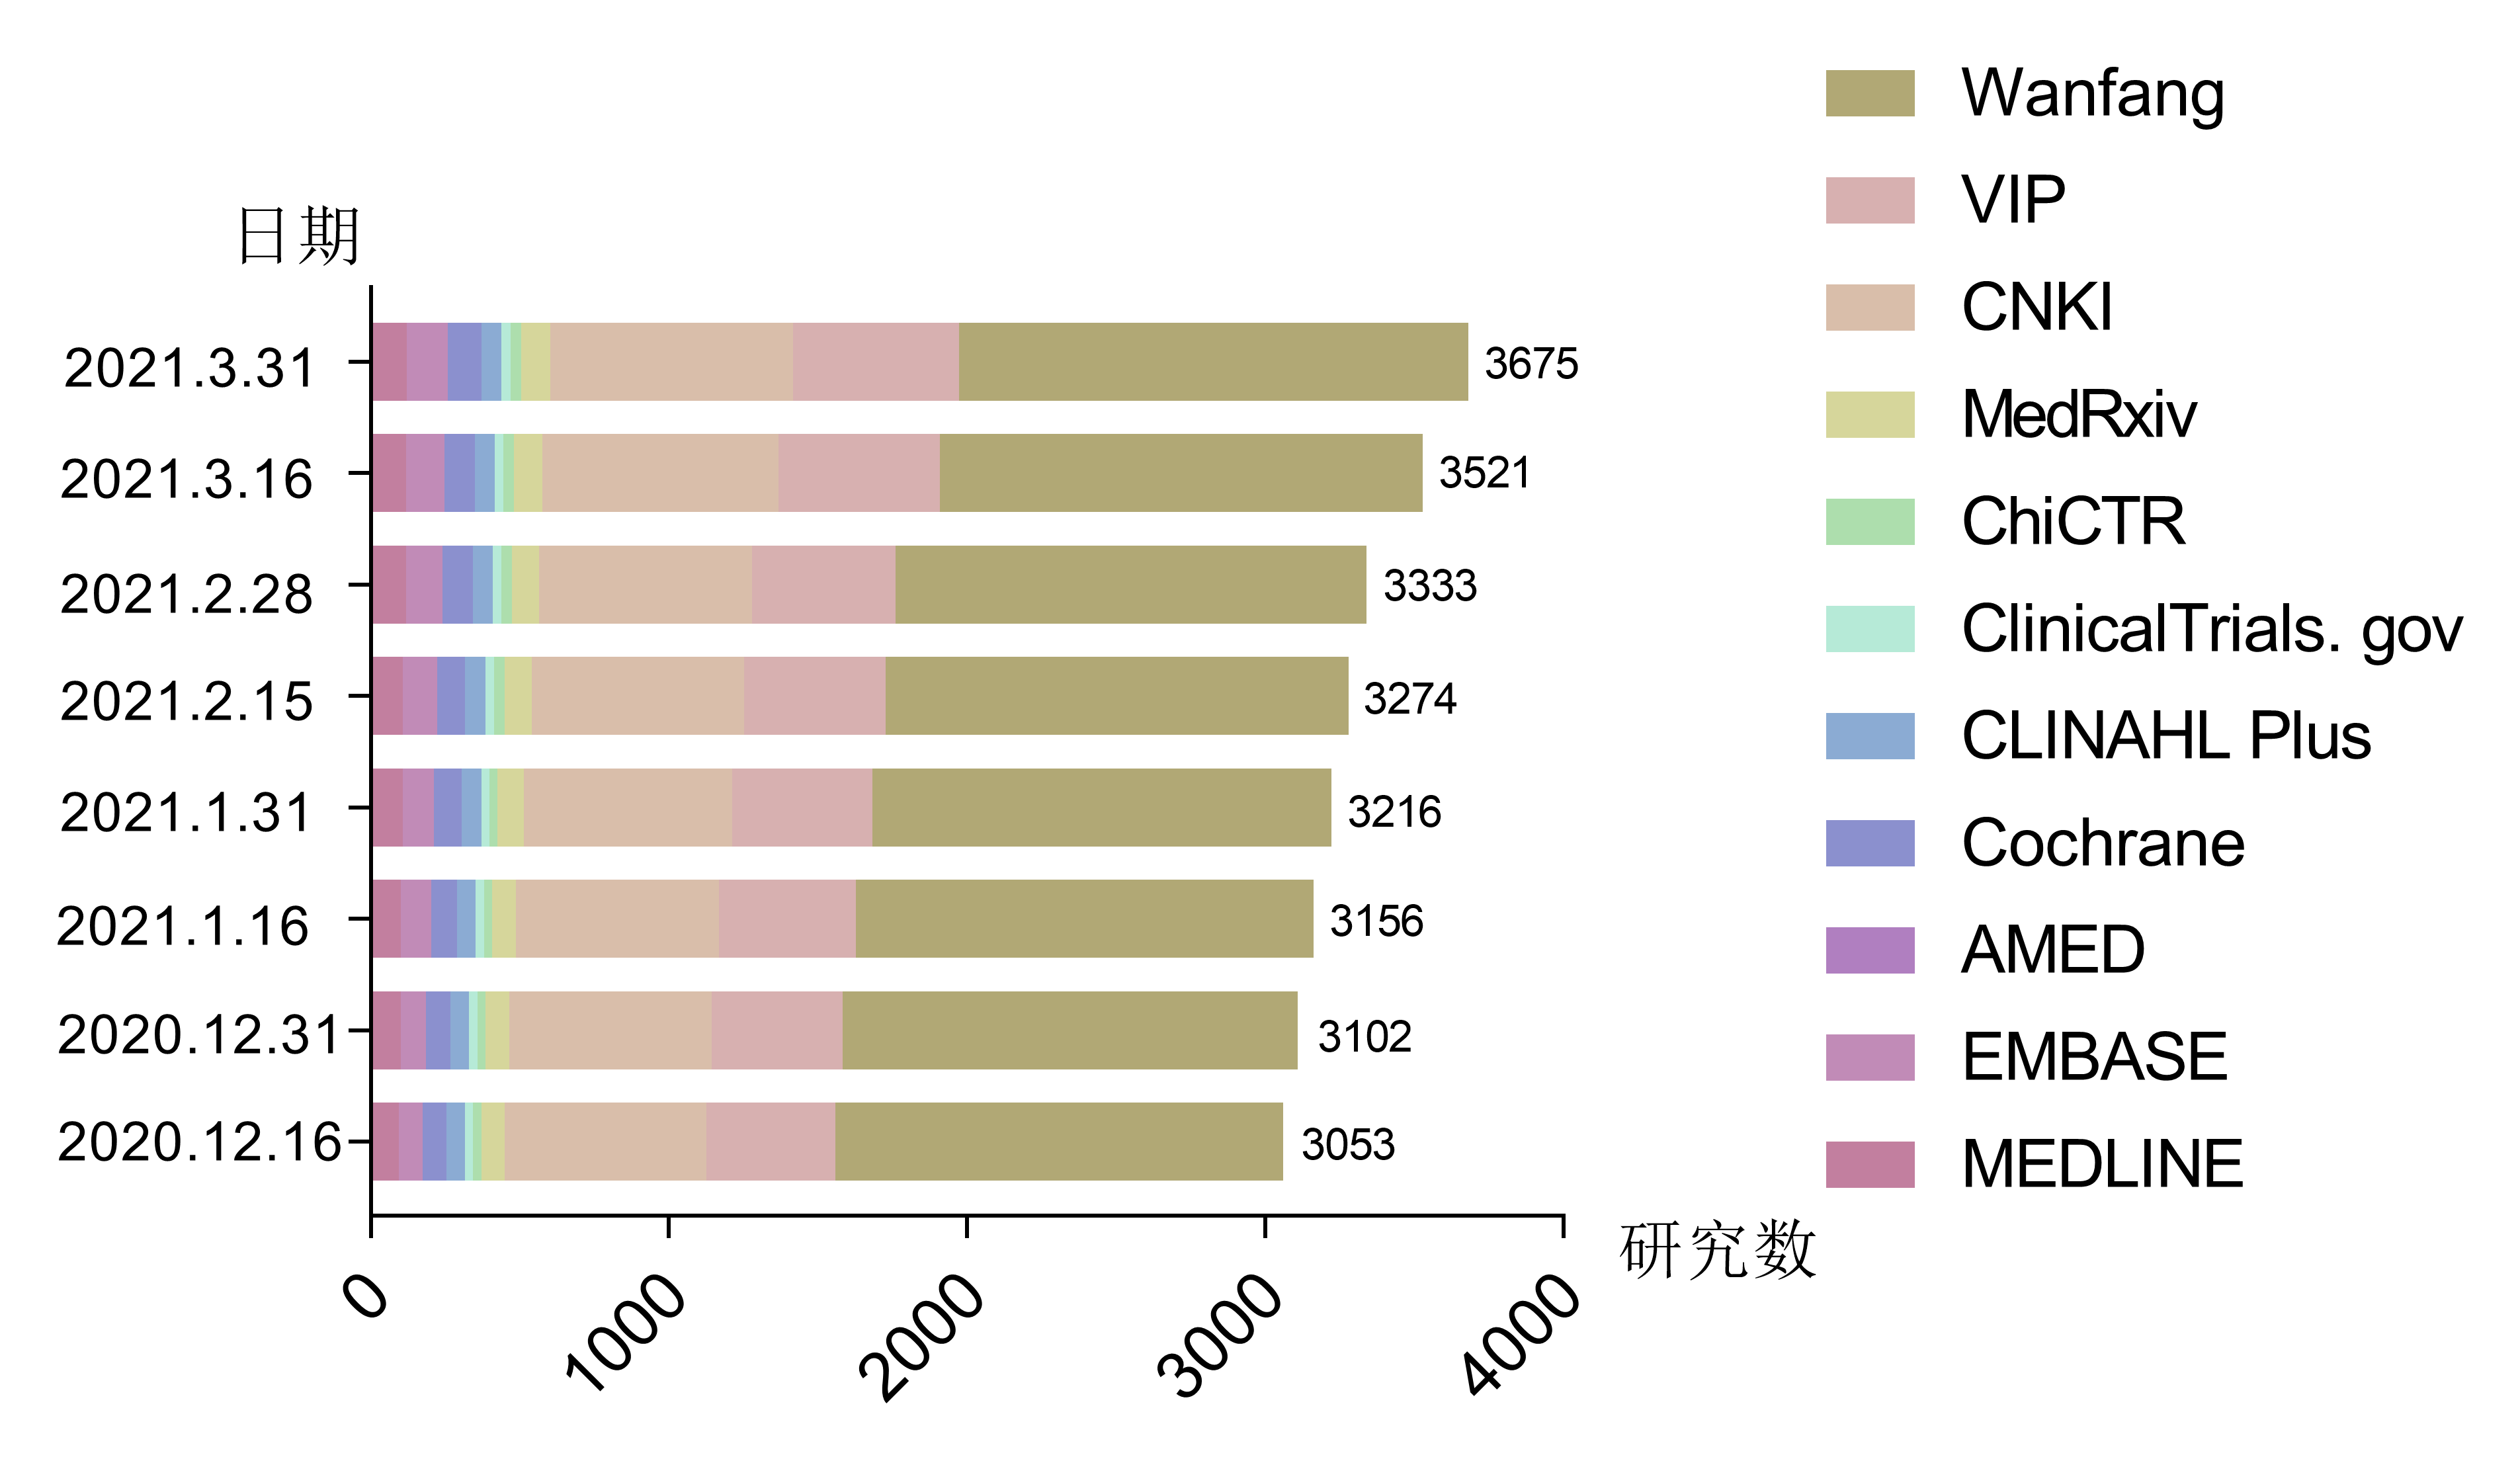 日期
2021.3.31 3675
2021.3.16 3521
2021.2.28 3333
2021.2.15 3274
2021.1.31 3216
2021.1.16 3156
2020.12.31 3102
2020.12.16 3053
0 1000 2000 3000 4000
研究数
Wanfang
VIP
CNKI
MedRxiv
ChiCTR
ClinicalTrials. gov
CLINAHL Plus
Cochrane
AMED
EMBASE
MEDLINE